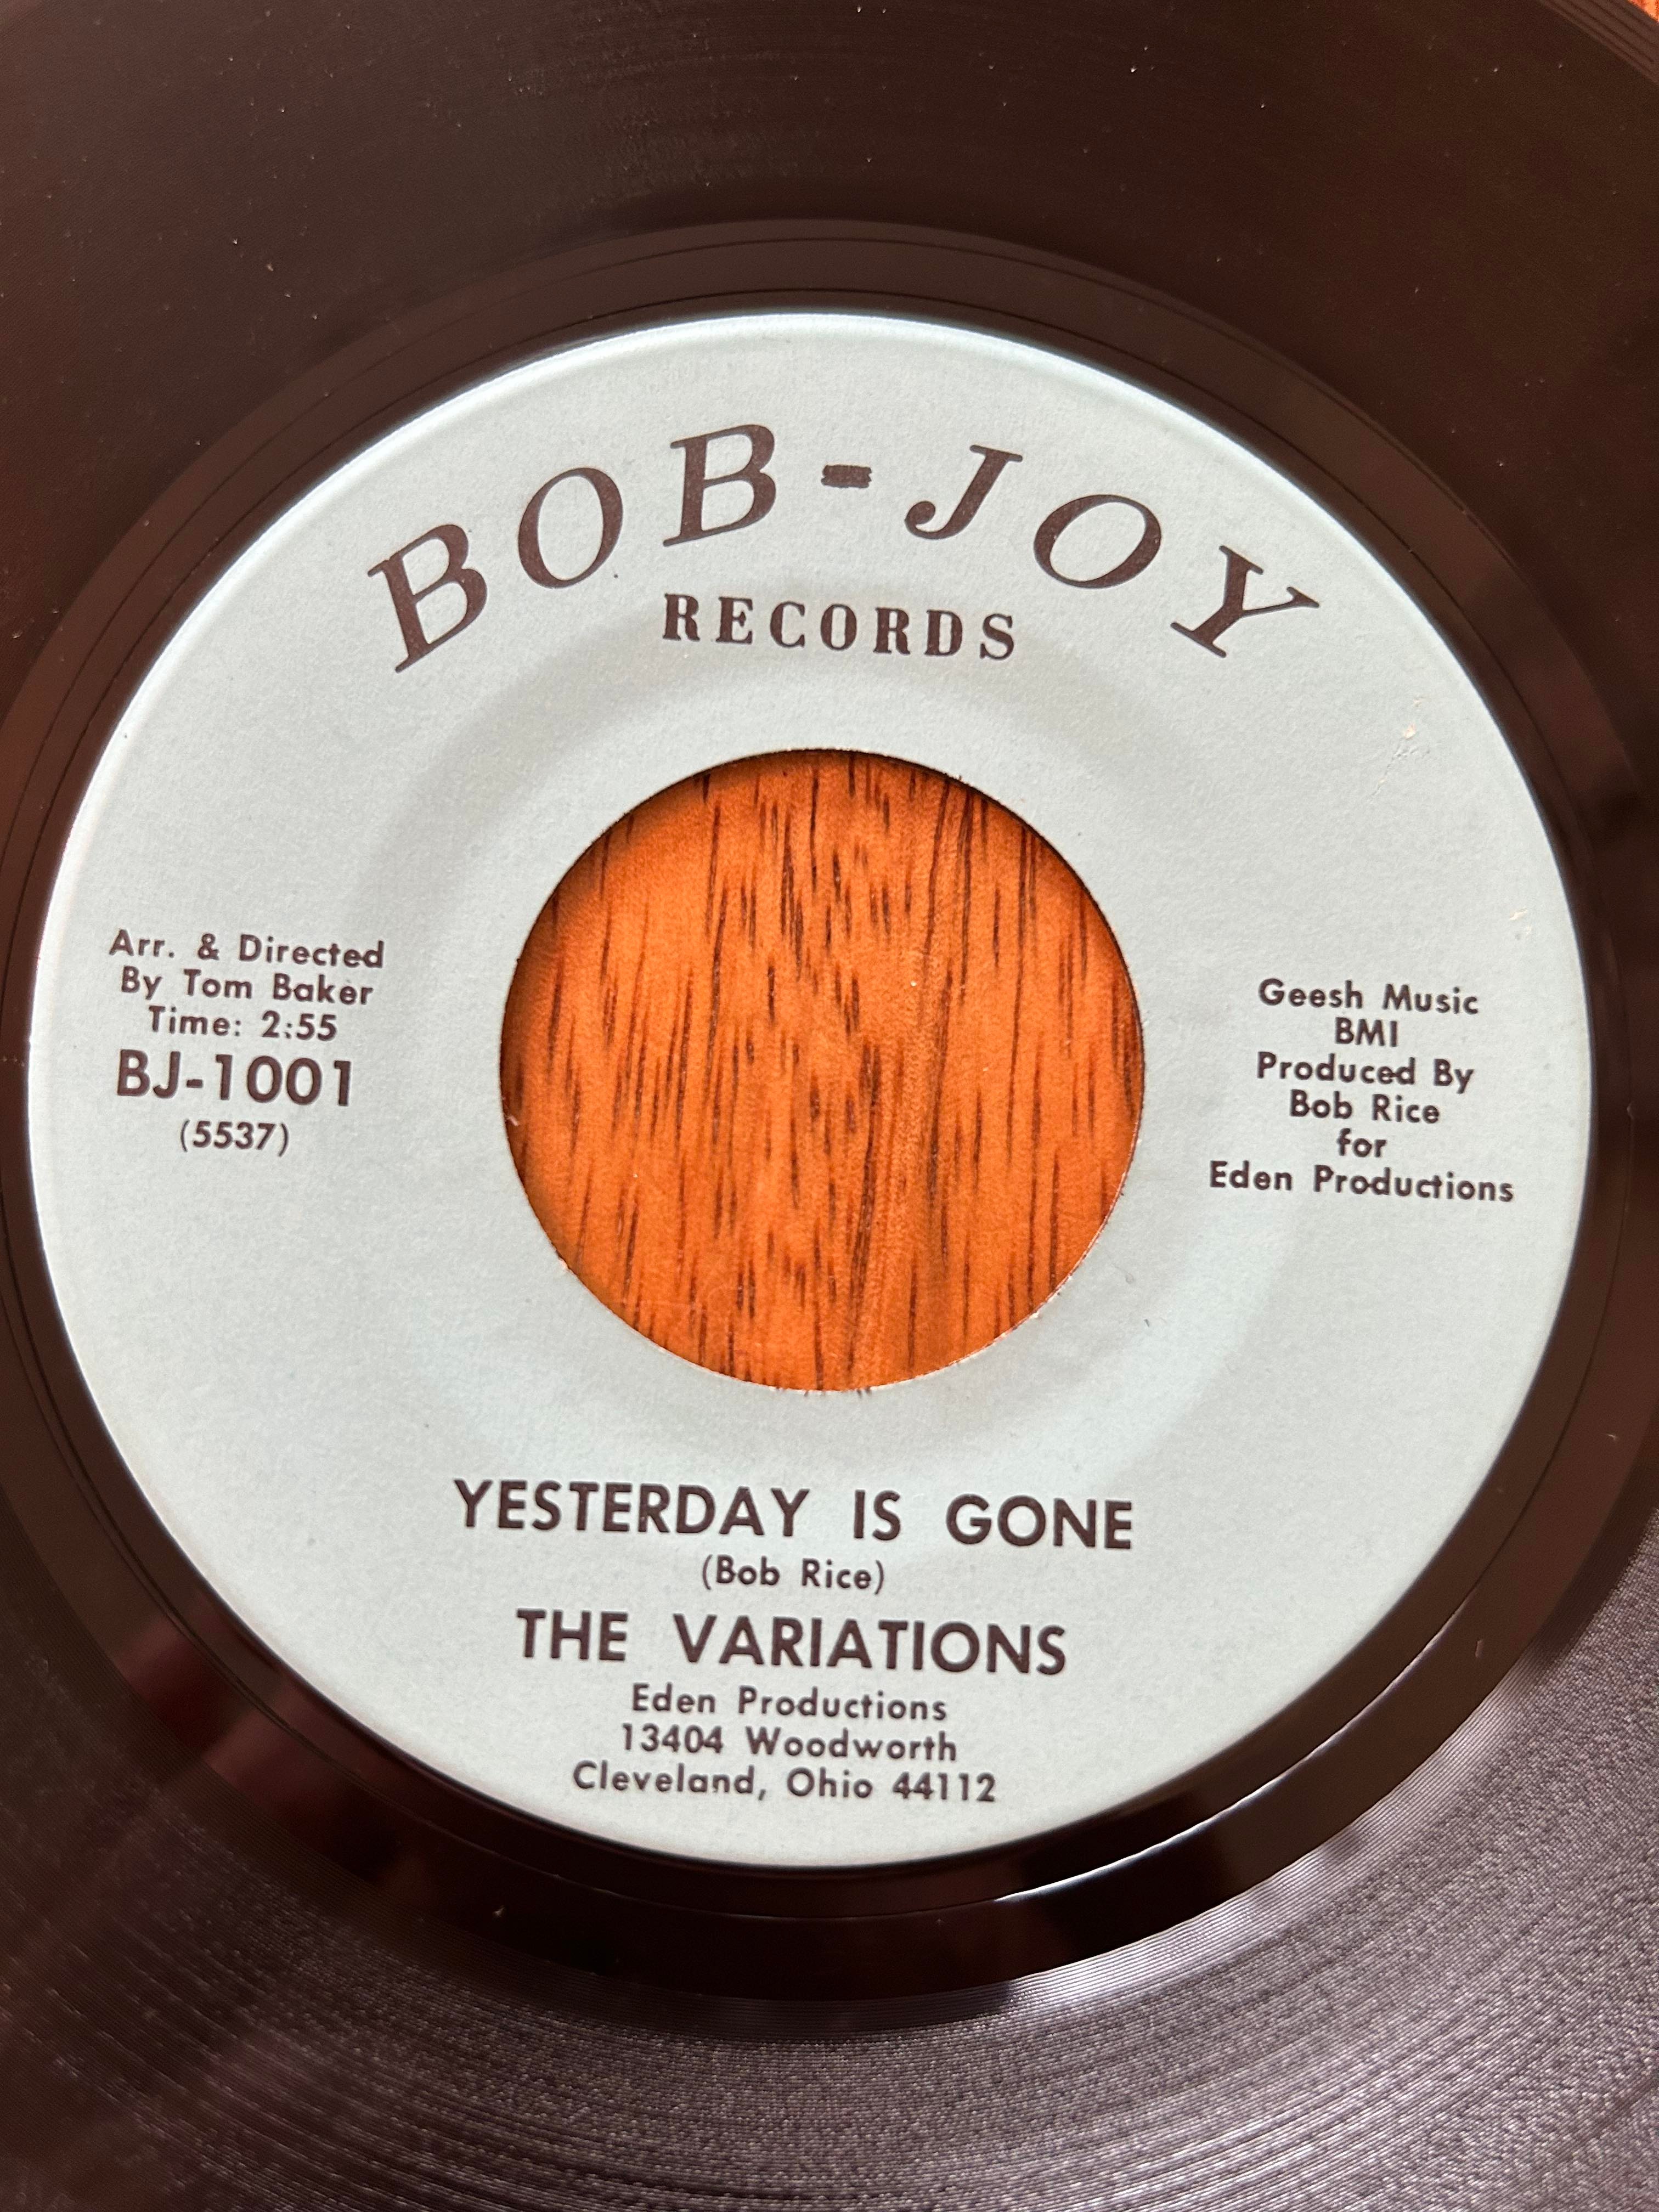 BOB-JOY
RECORDS
Arr. & Directed
By Tom Baker
Time: 2:55
BJ-1001
(5537)
Geesh Music
BMI
Produced By
Bob Rice
for
Eden Productions
YESTERDAY IS GONE
(Bob Rice)
THE VARIATIONS
Eden Productions
13404 Woodworth
Cleveland, Ohio 44112